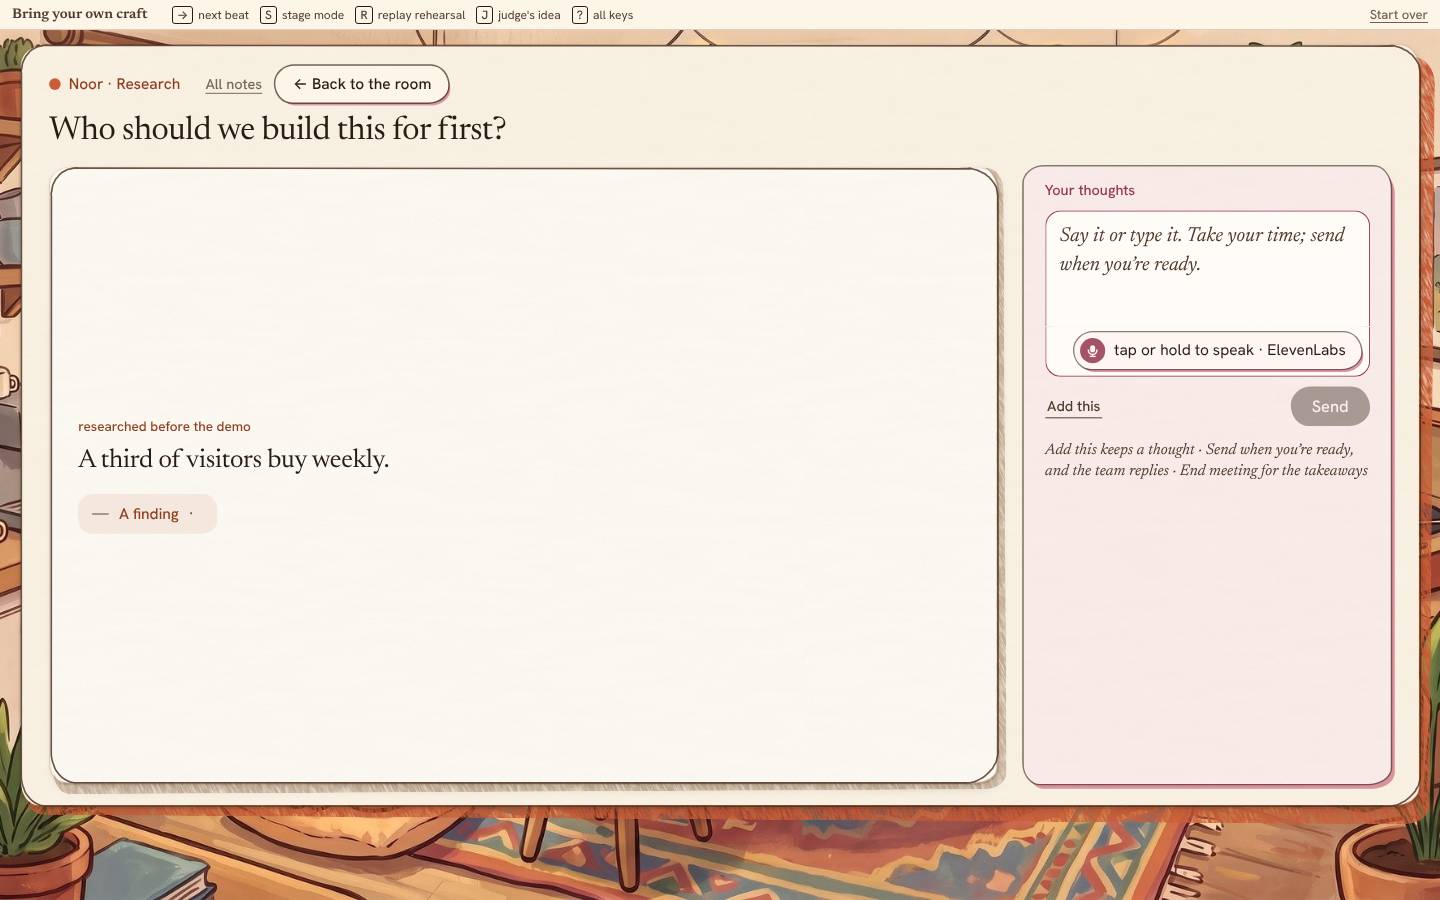 Bring your own craft → next beat S stage mode R replay rehearsal J judge's idea ? all keys Start over
Noor · Research All notes ← Back to the room
Who should we build this for first?
researched before the demo
A third of visitors buy weekly.
— A finding ·
Your thoughts
Say it or type it. Take your time; send
when you’re ready.
tap or hold to speak · ElevenLabs
Add this Send
Add this keeps a thought · Send when you’re ready,
and the team replies · End meeting for the takeaways